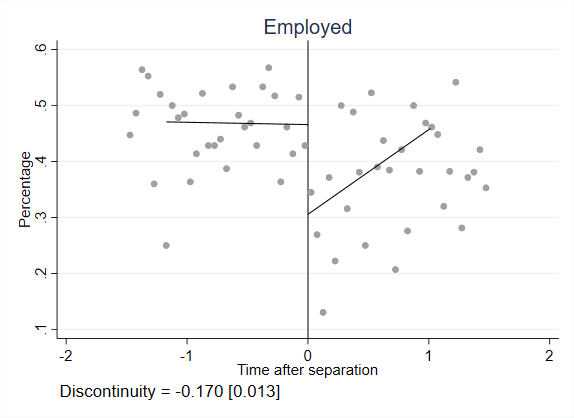 Employed
.6
.5
.4
.3
.2
.1
Percentage
-2 -1 0 1 2
Time after separation
Discontinuity = -0.170 [0.013]